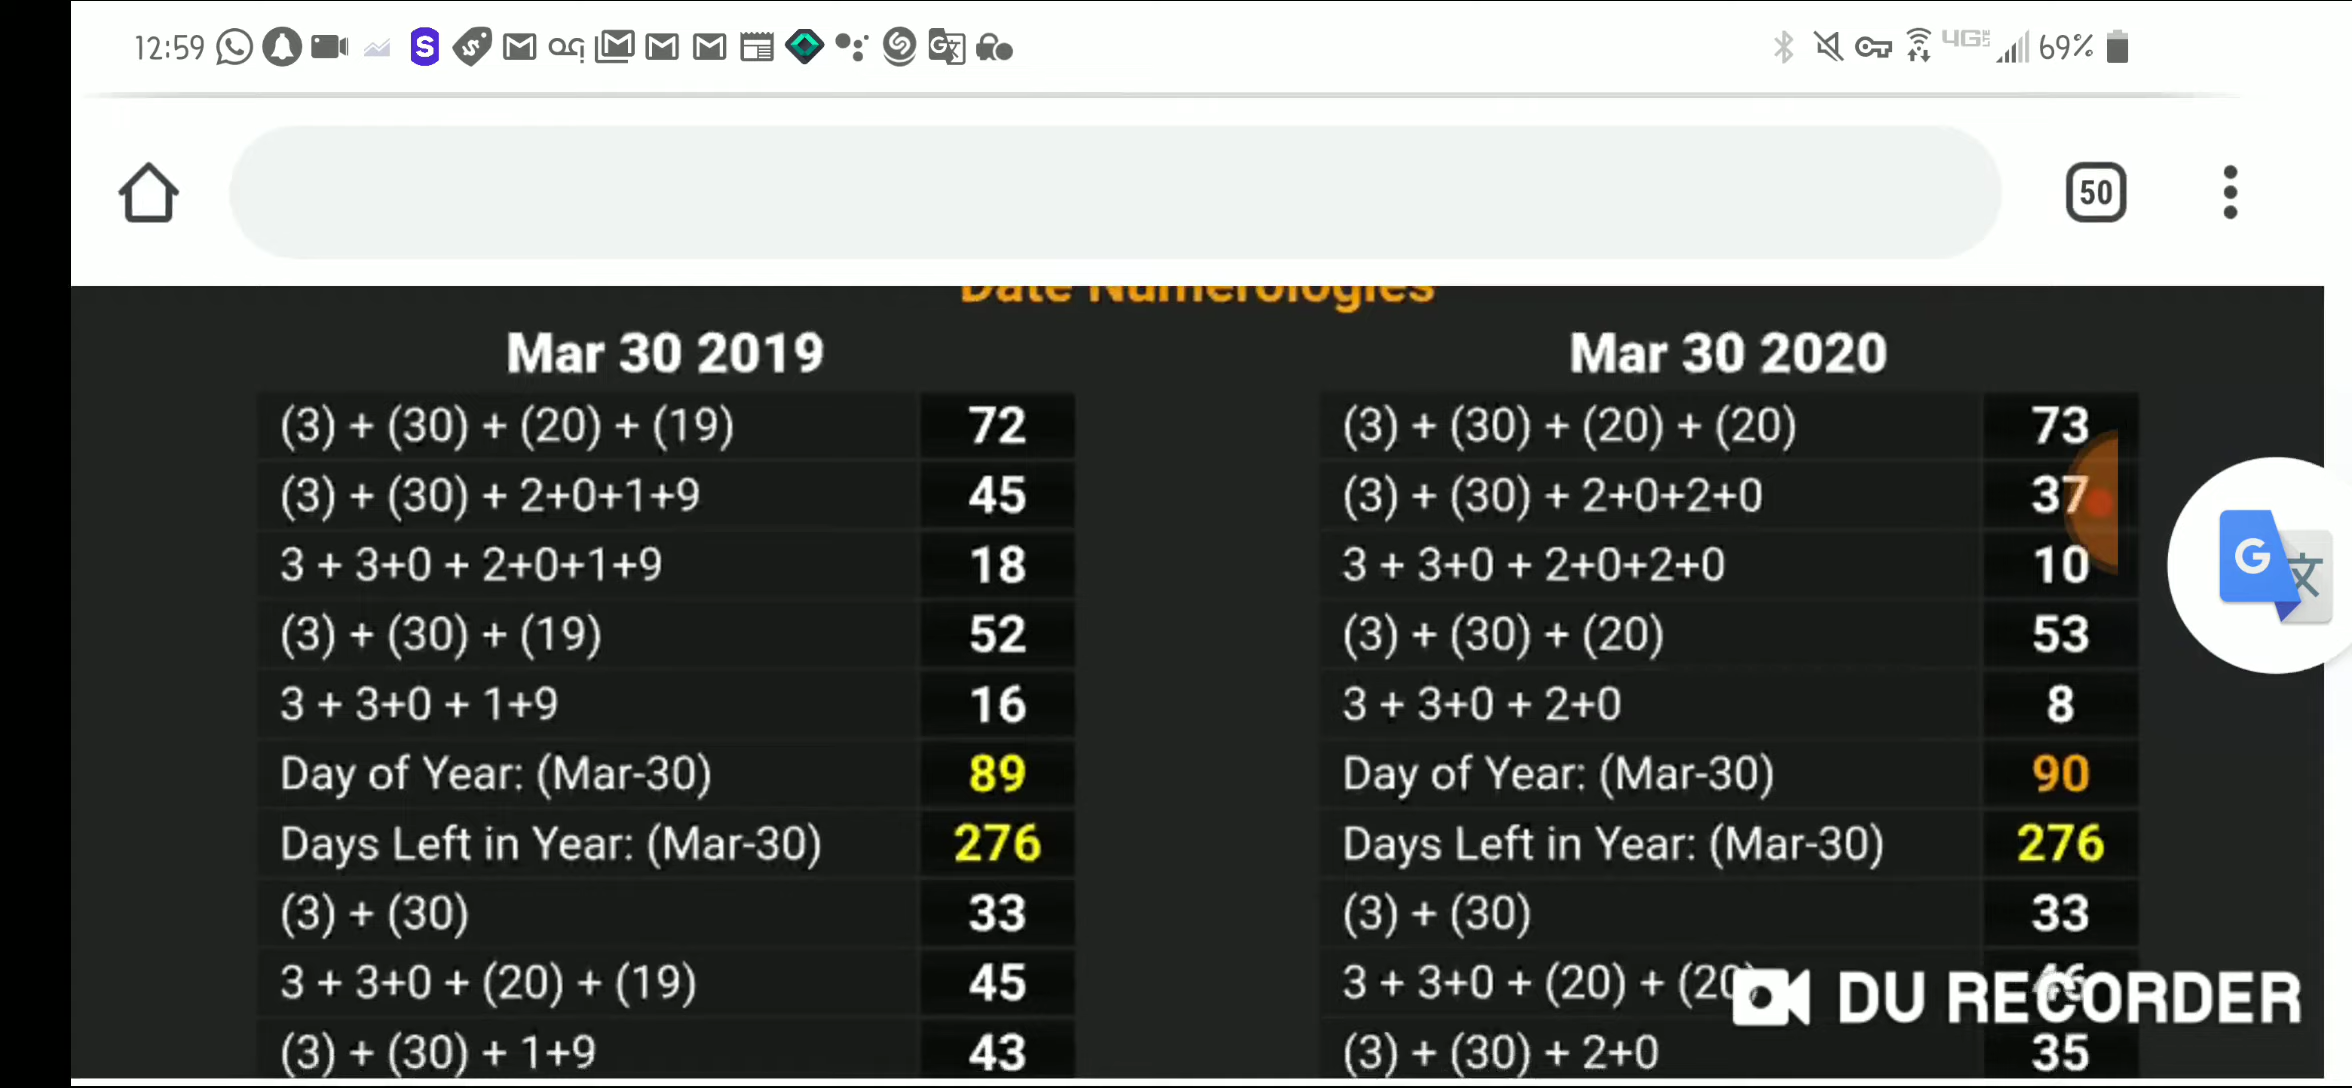 12:59 4G 69%
50
Date Numerologies
Mar 30 2019
(3) + (30) + (20) + (19) 72
(3) + (30) + 2+0+1+9 45
3 + 3+0 + 2+0+1+9 18
(3) + (30) + (19) 52
3 + 3+0 + 1+9 16
Day of Year: (Mar-30) 89
Days Left in Year: (Mar-30) 276
(3) + (30) 33
3 + 3+0 + (20) + (19) 45
(3) + (30) + 1+9 43
Mar 30 2020
(3) + (30) + (20) + (20) 73
(3) + (30) + 2+0+2+0 37
3 + 3+0 + 2+0+2+0 10
(3) + (30) + (20) 53
3 + 3+0 + 2+0 8
Day of Year: (Mar-30) 90
Days Left in Year: (Mar-30) 276
(3) + (30) 33
3 + 3+0 + (20) + (20) 46
(3) + (30) + 2+0 35
DU RECORDER